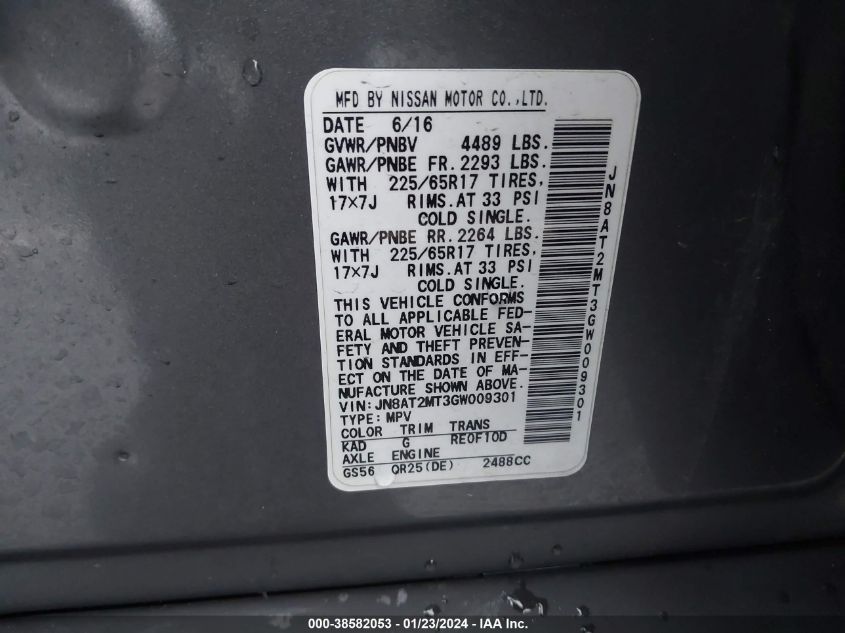 MFD BY NISSAN MOTOR CO.,LTD.
DATE 6/16
GVWR/PNBV 4489 LBS.
GAWR/PNBE FR. 2293 LBS.
WITH 225/65R17 TIRES,
17×7J RIMS. AT 33 PSI
COLD SINGLE.
GAWR/PNBE RR. 2264 LBS.
WITH 225/65R17 TIRES,
17×7J RIMS. AT 33 PSI
COLD SINGLE.
THIS VEHICLE CONFORMS
TO ALL APPLICABLE FED-
ERAL MOTOR VEHICLE SA-
FETY AND THEFT PREVEN-
TION STANDARDS IN EFF-
ECT ON THE DATE OF MA-
NUFACTURE SHOWN ABOVE.
VIN: JN8AT2MT3GW009301
TYPE: MPV
COLOR TRIM TRANS
KAD G RE0F10D
AXLE ENGINE
GS56 QR25(DE) 2488CC
JN8AT2MT3GW009301
000-38582053 - 01/23/2024 - IAAI.com